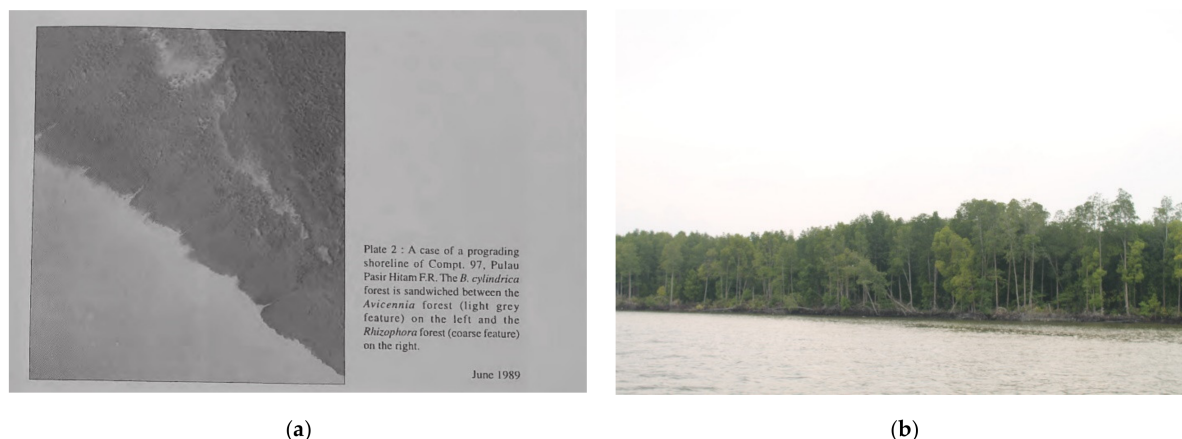 Plate 2 : A case of a prograding
shoreline of Compt. 97, Pulau
Pasir Hitam F.R. The B. cylindrica
forest is sandwiched between the
Avicennia forest (light grey
feature) on the left and the
Rhizophora forest (coarse feature)
on the right.
June 1989
(a)
(b)